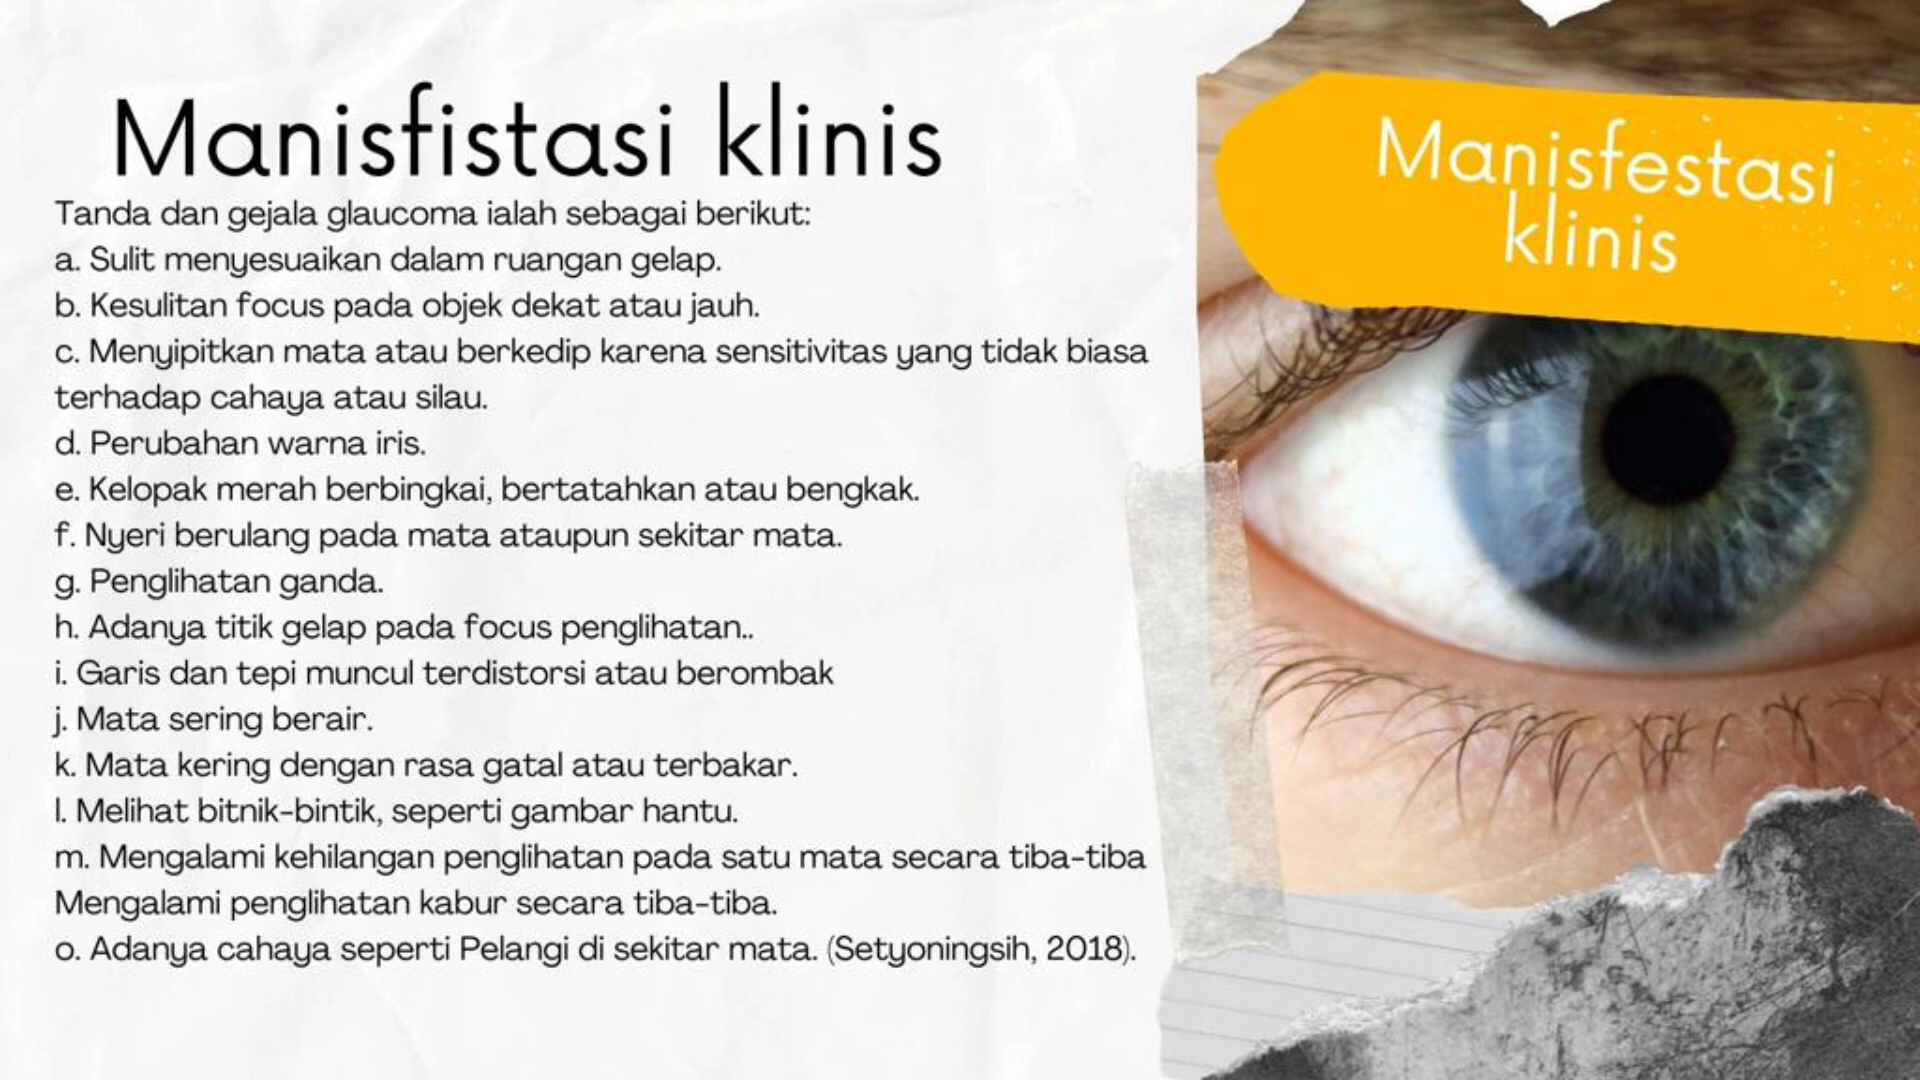 Manisfistasi klinis
Tanda dan gejala glaucoma ialah sebagai berikut:
a. Sulit menyesuaikan dalam ruangan gelap.
b. Kesulitan focus pada objek dekat atau jauh.
c. Menyipitkan mata atau berkedip karena sensitivitas yang tidak biasa
terhadap cahaya atau silau.
d. Perubahan warna iris.
e. Kelopak merah berbingkai, bertatahkan atau bengkak.
f. Nyeri berulang pada mata ataupun sekitar mata.
g. Penglihatan ganda.
h. Adanya titik gelap pada focus penglihatan..
i. Garis dan tepi muncul terdistorsi atau berombak
j. Mata sering berair.
k. Mata kering dengan rasa gatal atau terbakar.
l. Melihat bitnik-bintik, seperti gambar hantu.
m. Mengalami kehilangan penglihatan pada satu mata secara tiba-tiba
Mengalami penglihatan kabur secara tiba-tiba.
o. Adanya cahaya seperti Pelangi di sekitar mata. (Setyoningsih, 2018).
Manisfestasi
klinis